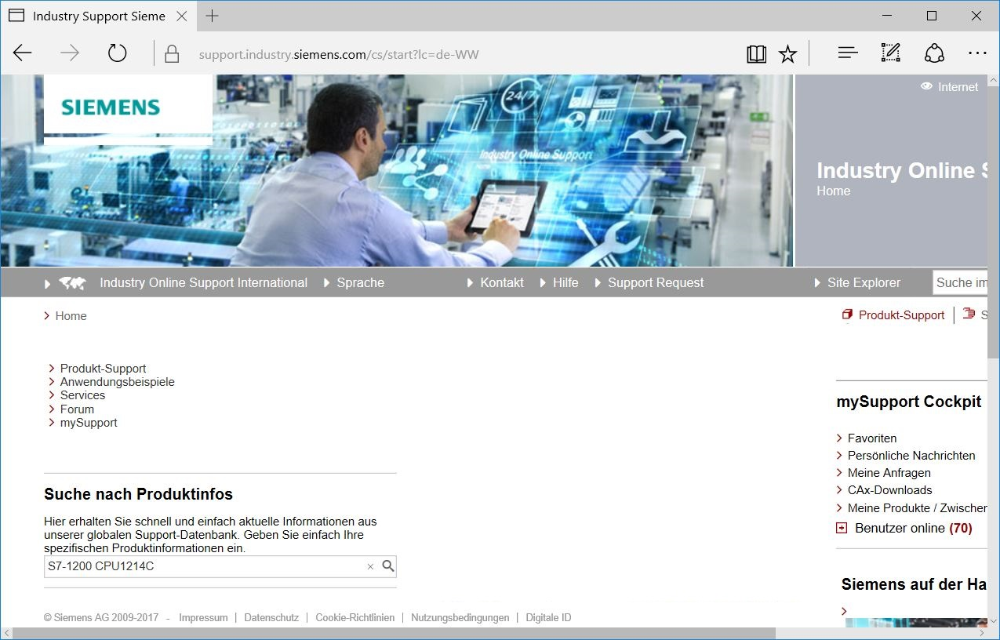 Industry Support Sieme
support.industry.siemens.com/cs/start?lc=de-WW
SIEMENS
24/7
Industry Online Support
Internet
Industry Online S
Home
Industry Online Support International
Sprache
Kontakt
Hilfe
Support Request
Site Explorer
Suche im
Home
Produkt-Support
S
Produkt-Support
Anwendungsbeispiele
Services
Forum
mySupport
mySupport Cockpit
Favoriten
Persönliche Nachrichten
Meine Anfragen
CAx-Downloads
Meine Produkte / Zwischer
Benutzer online (70)
Suche nach Produktinfos
Hier erhalten Sie schnell und einfach aktuelle Informationen aus
unserer globalen Support-Datenbank. Geben Sie einfach Ihre
spezifischen Produktinformationen ein.
S7-1200 CPU1214C
Siemens auf der Ha
© Siemens AG 2009-2017 - Impressum | Datenschutz | Cookie-Richtlinien | Nutzungsbedingungen | Digitale ID